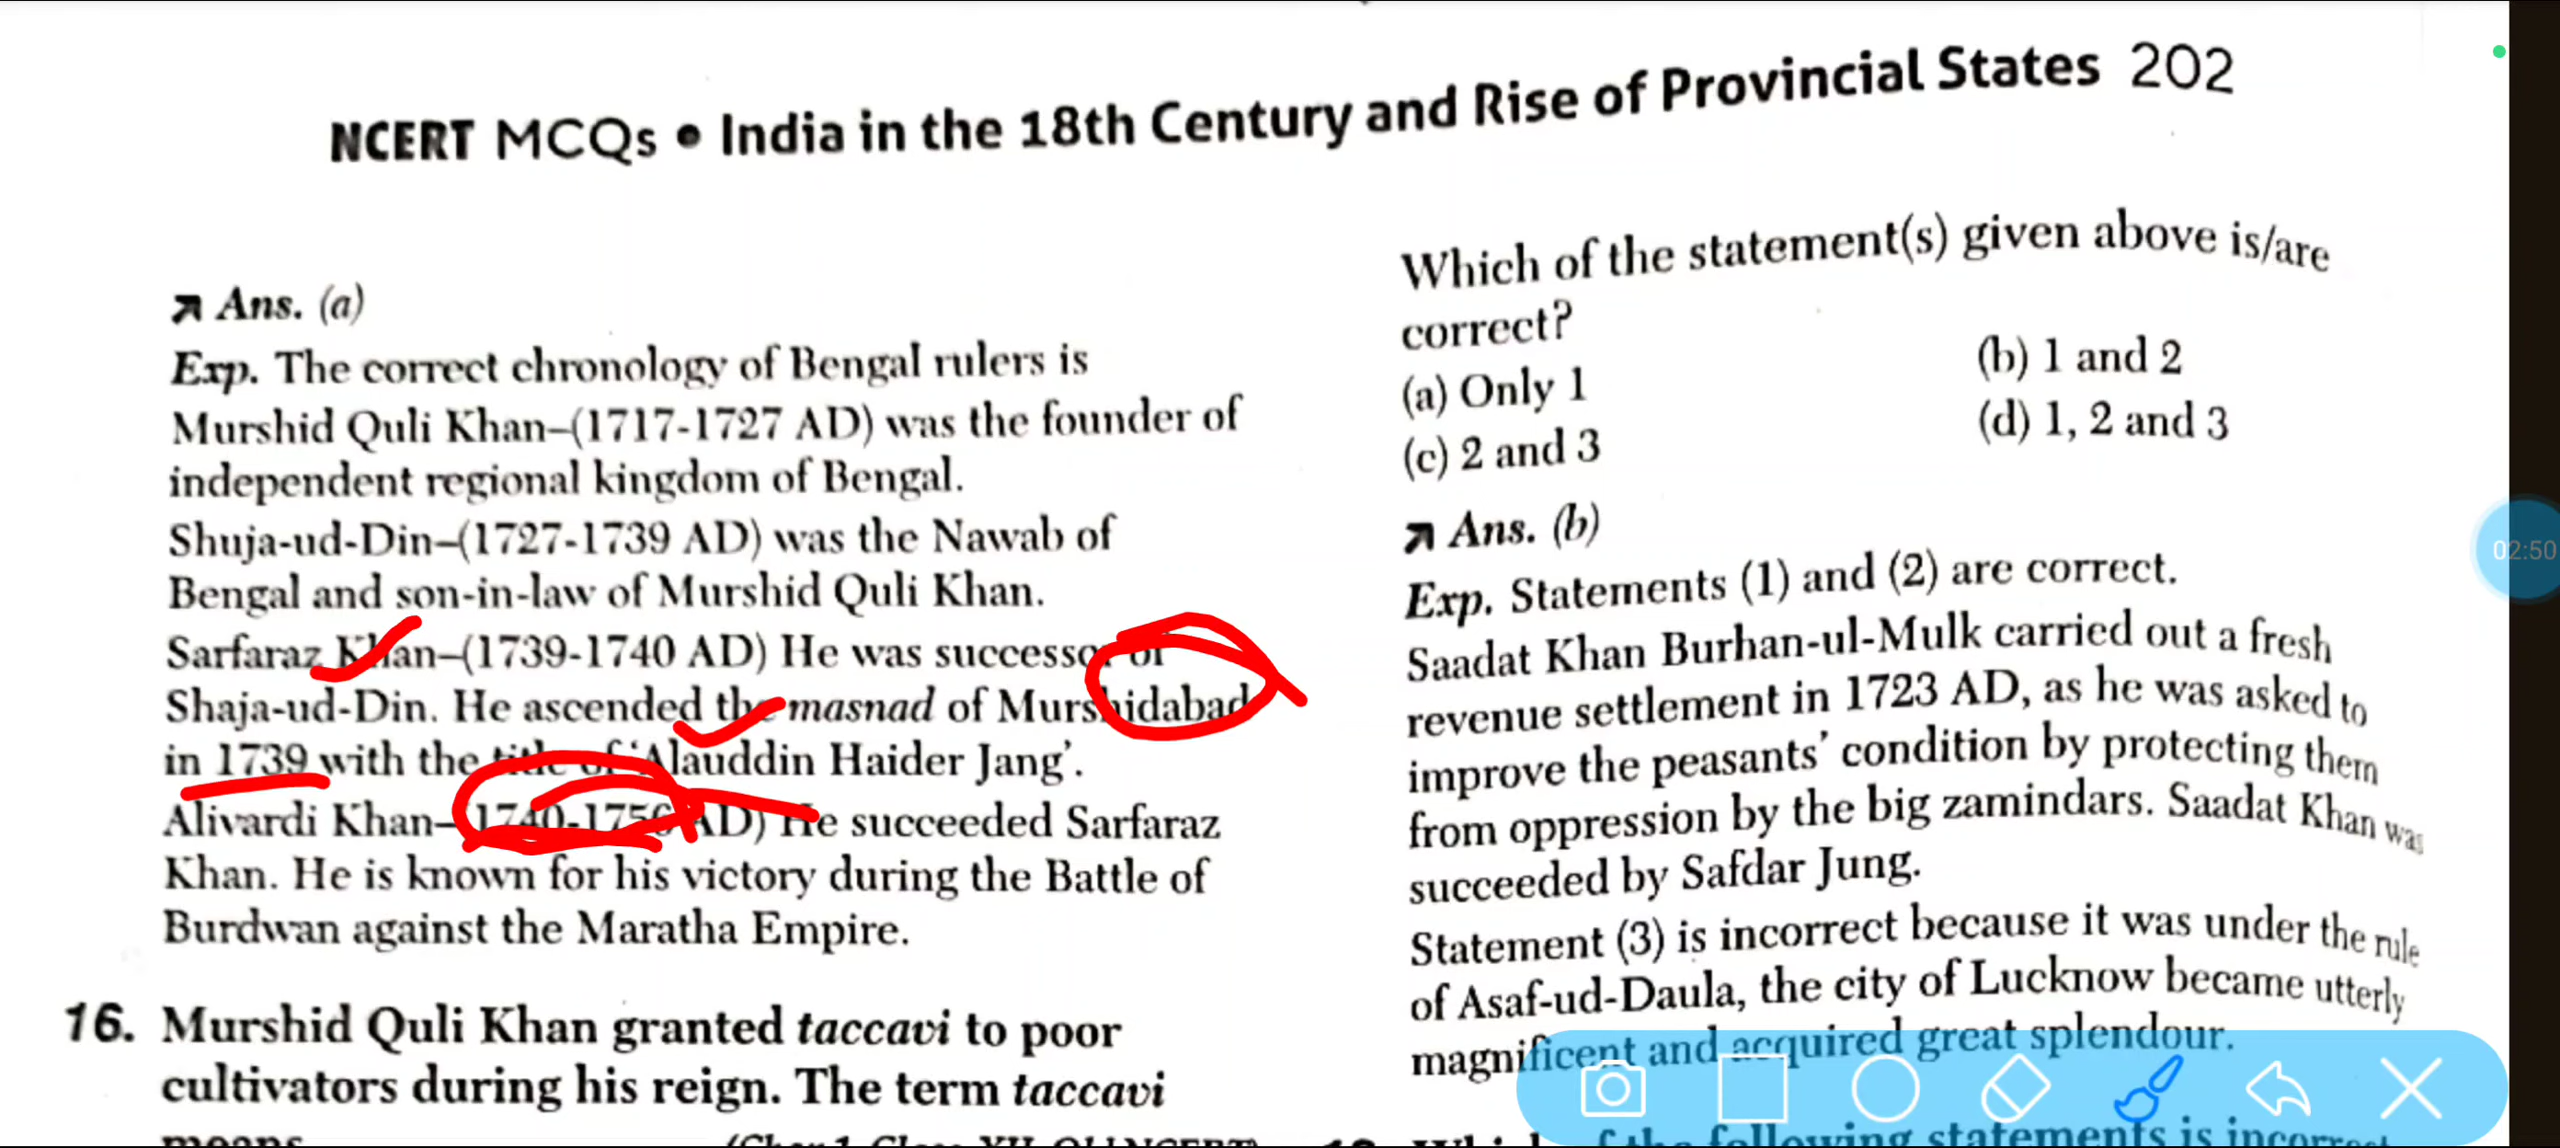 NCERT MCQs • India in the 18th Century and Rise of Provincial States 202
Ans. (a)
Exp. The correct chronology of Bengal rulers is
Murshid Quli Khan–(1717-1727 AD) was the founder of
independent regional kingdom of Bengal.
Shuja-ud-Din–(1727-1739 AD) was the Nawab of
Bengal and son-in-law of Murshid Quli Khan.
Sarfaraz Khan–(1739-1740 AD) He was successor of
Shaja-ud-Din. He ascended the masnad of Murshidabad
in 1739 with the title of 'Alauddin Haider Jang'.
Alivardi Khan–(1740-1756 AD) He succeeded Sarfaraz
Khan. He is known for his victory during the Battle of
Burdwan against the Maratha Empire.
16. Murshid Quli Khan granted taccavi to poor
cultivators during his reign. The term taccavi
means
Which of the statement(s) given above is/are
correct?
(a) Only 1 (b) 1 and 2
(c) 2 and 3 (d) 1, 2 and 3
Ans. (b)
Exp. Statements (1) and (2) are correct.
Saadat Khan Burhan-ul-Mulk carried out a fresh
revenue settlement in 1723 AD, as he was asked to
improve the peasants' condition by protecting them
from oppression by the big zamindars. Saadat Khan was
succeeded by Safdar Jung.
Statement (3) is incorrect because it was under the rule
of Asaf-ud-Daula, the city of Lucknow became utterly
magnificent and acquired great splendour.
of the following statements is incorrect
02:50